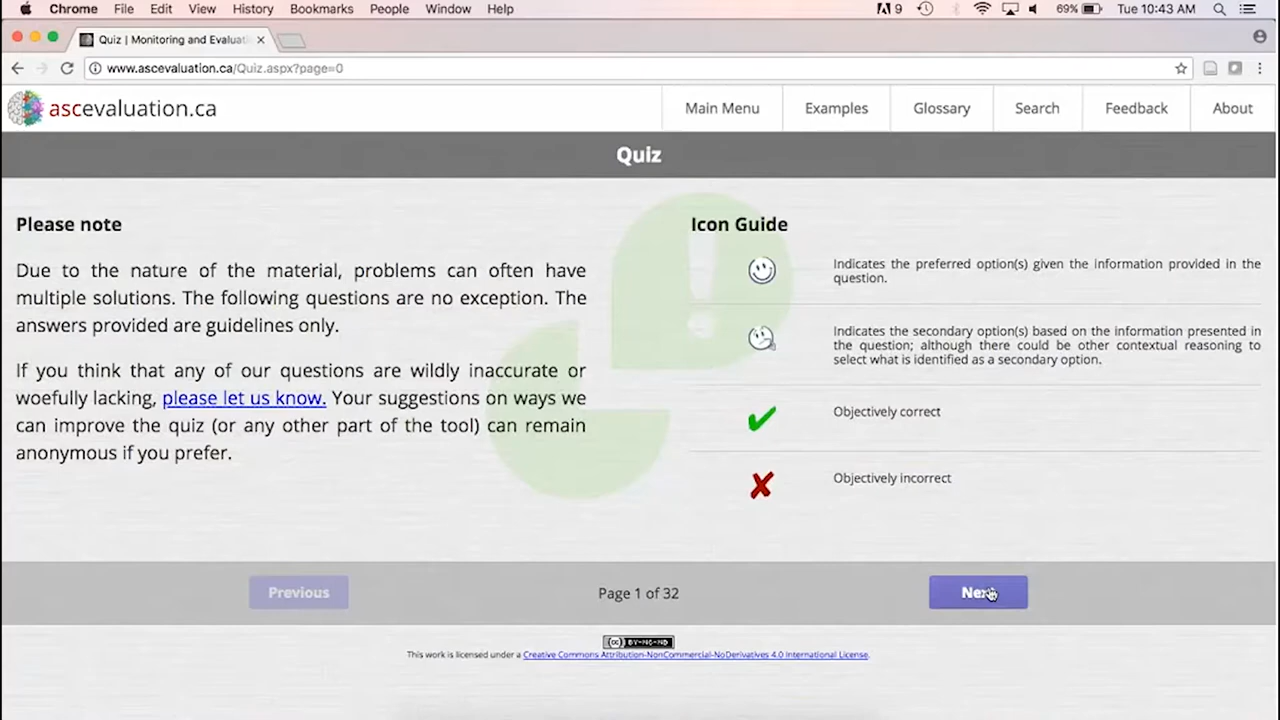 Chrome File Edit View History Bookmarks People Window Help 9 69% Tue 10:43 AM
Quiz | Monitoring and Evaluati
www.ascevaluation.ca/Quiz.aspx?page=0
ascevaluation.ca Main Menu Examples Glossary Search Feedback About
Quiz
Please note
Due to the nature of the material, problems can often have
multiple solutions. The following questions are no exception. The
answers provided are guidelines only.
If you think that any of our questions are wildly inaccurate or
woefully lacking, please let us know. Your suggestions on ways we
can improve the quiz (or any other part of the tool) can remain
anonymous if you prefer.
Icon Guide
Indicates the preferred option(s) given the information provided in the
question.
Indicates the secondary option(s) based on the information presented in
the question; although there could be other contextual reasoning to
select what is identified as a secondary option.
Objectively correct
Objectively incorrect
Previous Page 1 of 32 Next
(cc) BY-NC-ND
This work is licensed under a Creative Commons Attribution-NonCommercial-NoDerivatives 4.0 International License.